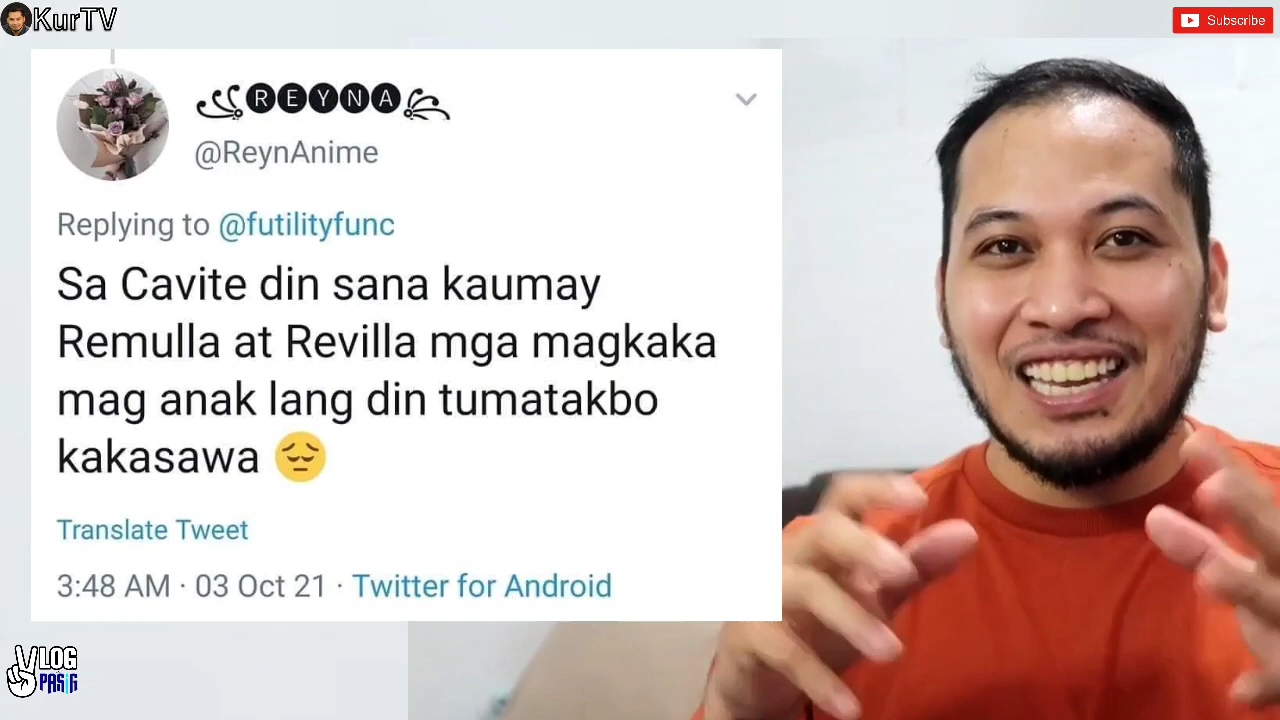 KurTV
Subscribe
REYNA
@ReynAnime
Replying to @futilityfunc
Sa Cavite din sana kaumay
Remulla at Revilla mga magkaka
mag anak lang din tumatakbo
kakasawa 😔
Translate Tweet
3:48 AM · 03 Oct 21 · Twitter for Android
VLOG
PASIG